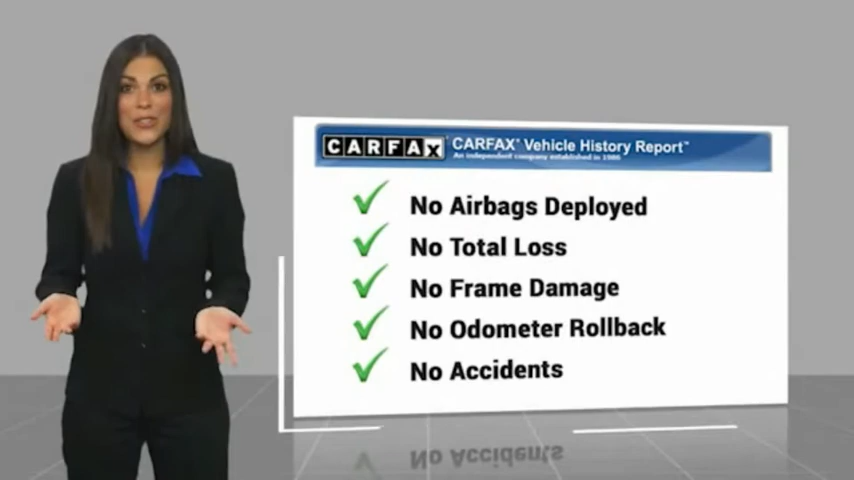 CARFAX CARFAX® Vehicle History Report™
An independent company established in 1986
No Airbags Deployed
No Total Loss
No Frame Damage
No Odometer Rollback
No Accidents
No Accidents